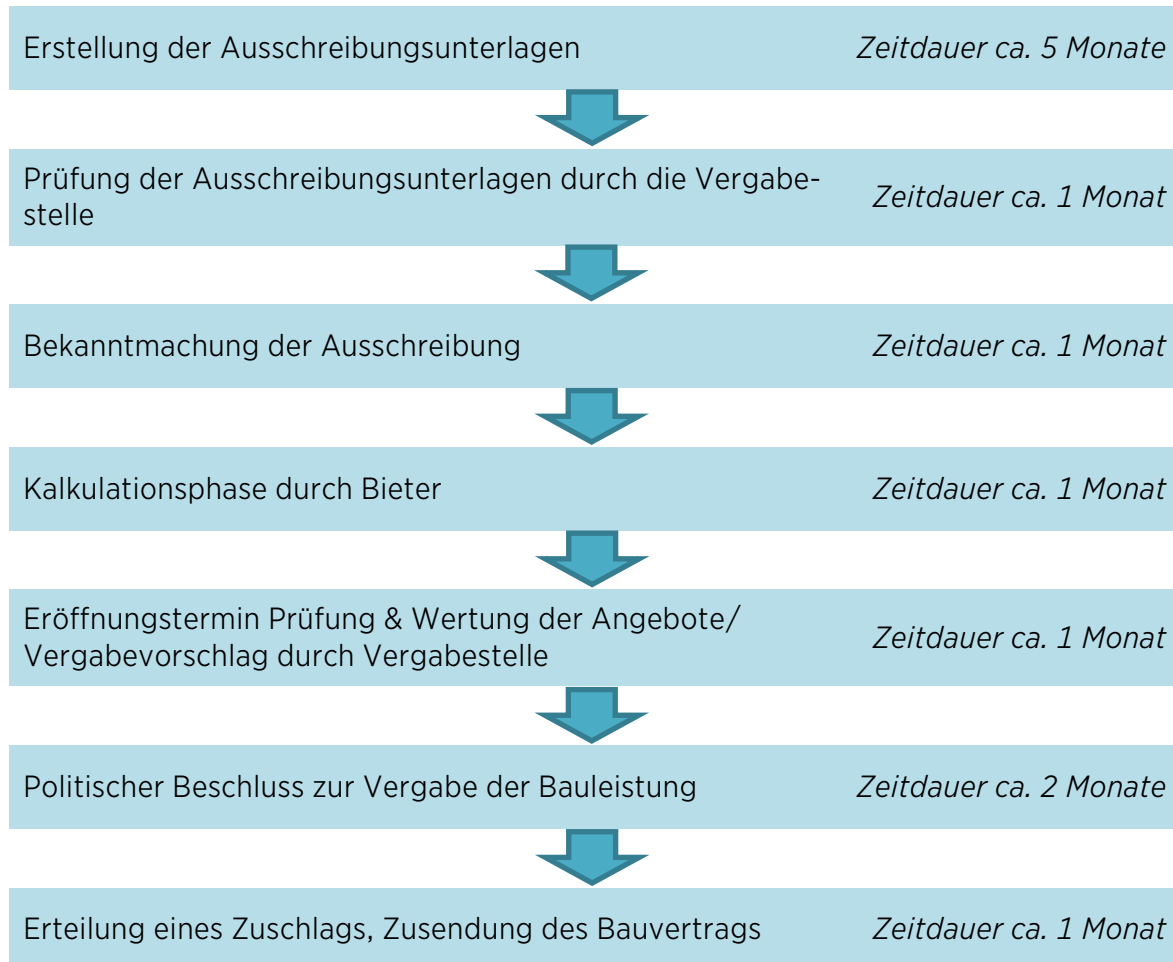 Erstellung der Ausschreibungsunterlagen Zeitdauer ca. 5 Monate
Prüfung der Ausschreibungsunterlagen durch die Vergabe-
stelle Zeitdauer ca. 1 Monat
Bekanntmachung der Ausschreibung Zeitdauer ca. 1 Monat
Kalkulationsphase durch Bieter Zeitdauer ca. 1 Monat
Eröffnungstermin Prüfung & Wertung der Angebote/
Vergabevorschlag durch Vergabestelle Zeitdauer ca. 1 Monat
Politischer Beschluss zur Vergabe der Bauleistung Zeitdauer ca. 2 Monate
Erteilung eines Zuschlags, Zusendung des Bauvertrags Zeitdauer ca. 1 Monat